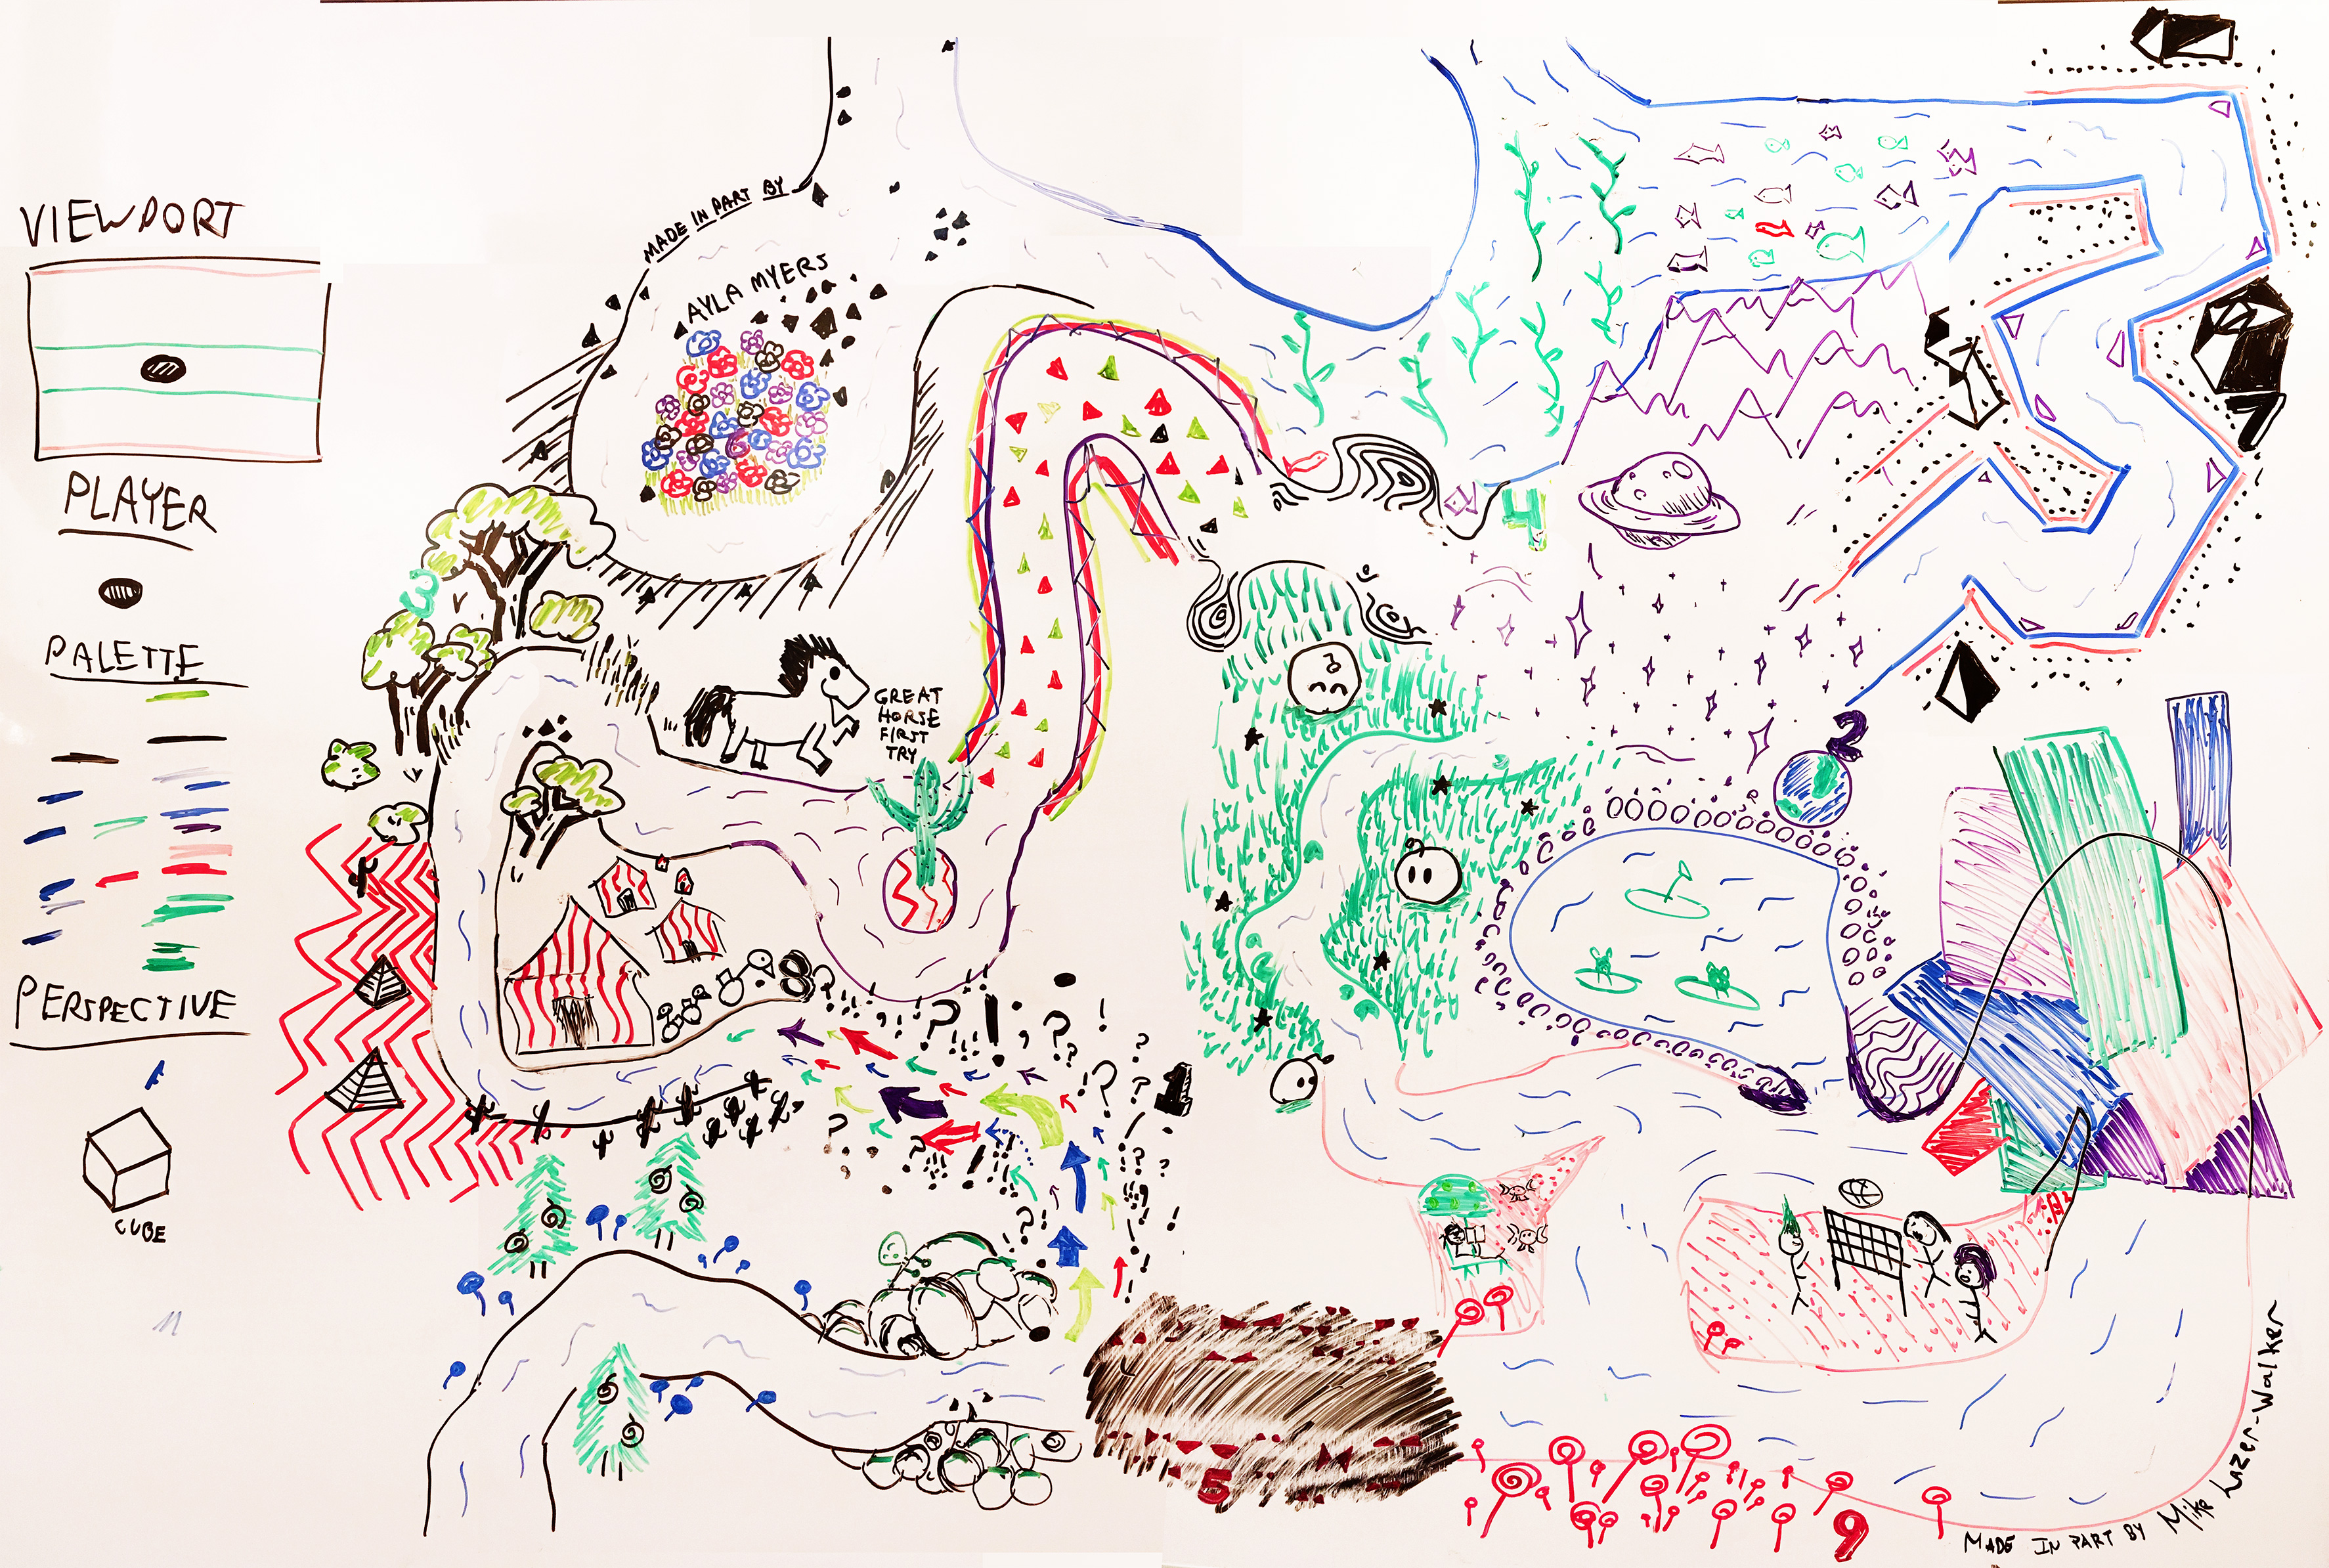 VIEWPORT
PLAYER
PALETTE
PERSPECTIVE
CUBE
MADE IN PART BY
AYLA MYERS
3
GREAT
HORSE
FIRST
TRY
8
1
4
2
5
9
MADE IN PART BY Mike Lazer-Walker